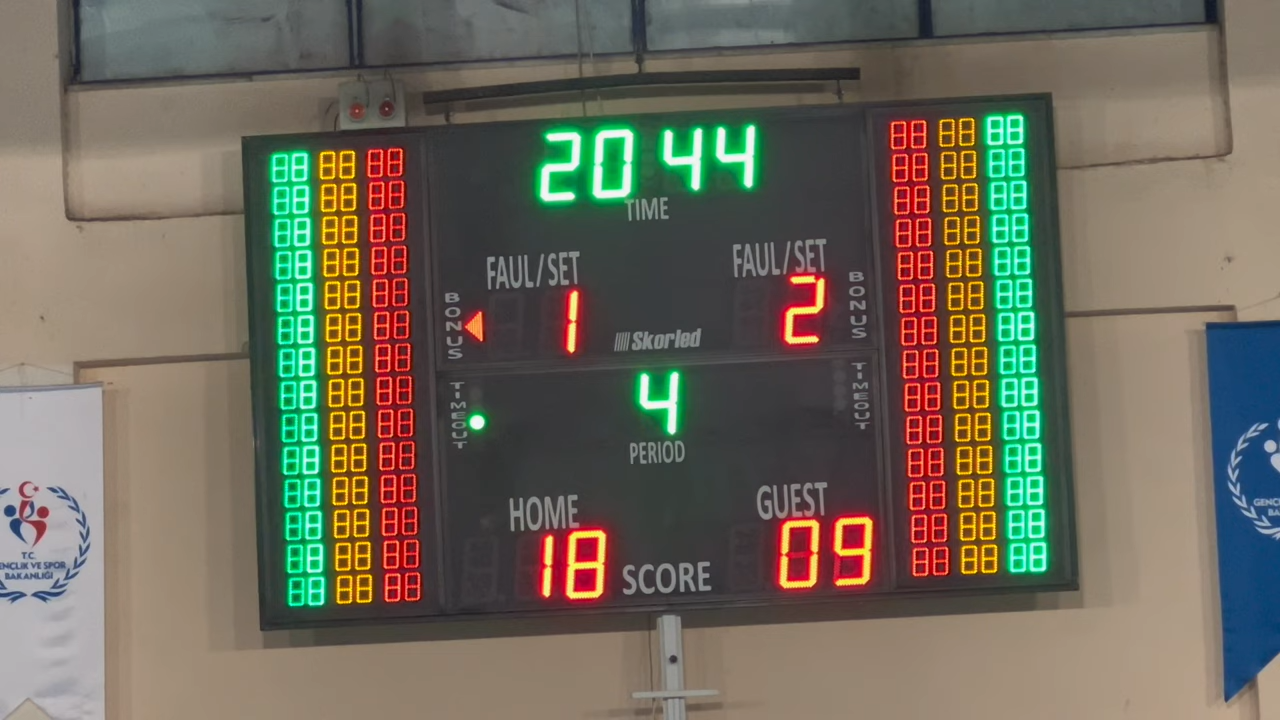 20 44
TIME
FAUL/SET
FAUL/SET
BONUS
1
2
BONUS
Skorled
TIMEOUT
4
TIMEOUT
PERIOD
HOME
GUEST
18
SCORE
09
T.C.
GENÇLİK VE SPOR
BAKANLIĞI